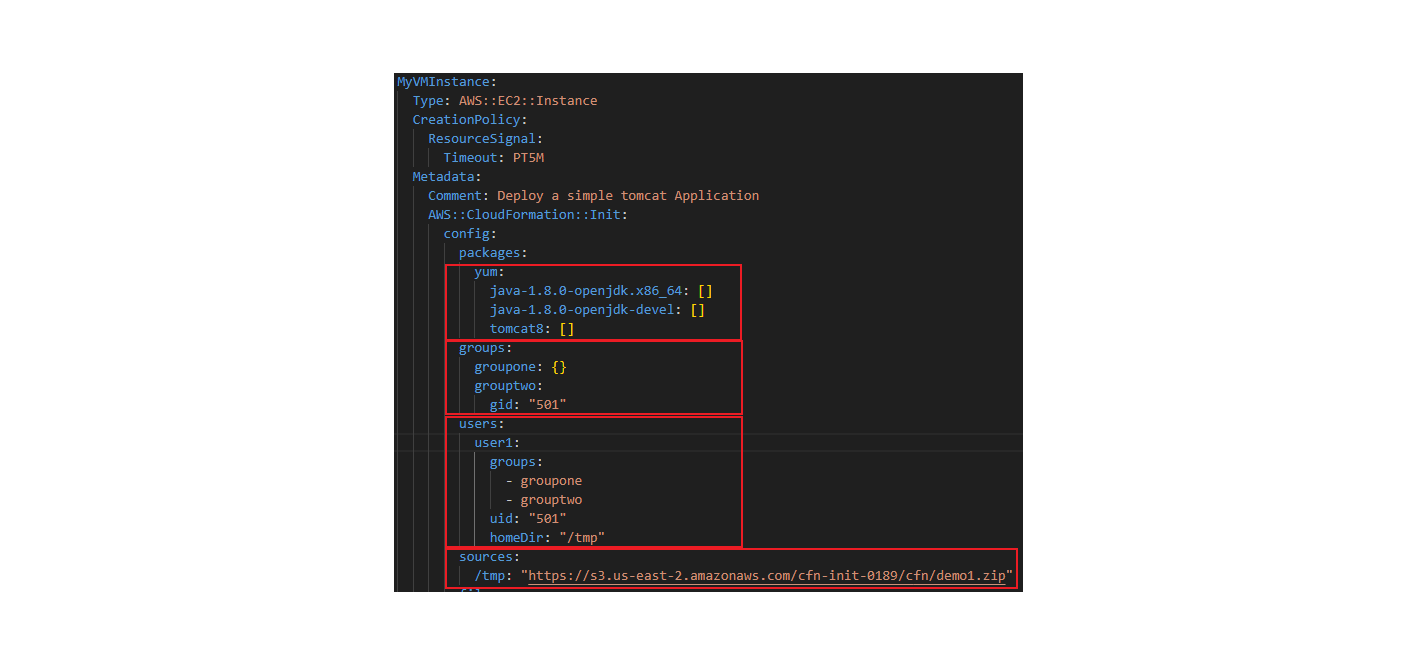 MyVMInstance:
Type: AWS::EC2::Instance
CreationPolicy:
ResourceSignal:
Timeout: PT5M
Metadata:
Comment: Deploy a simple tomcat Application
AWS::CloudFormation::Init:
config:
packages:
yum:
java-1.8.0-openjdk.x86_64: []
java-1.8.0-openjdk-devel: []
tomcat8: []
groups:
groupone: {}
grouptwo:
gid: "501"
users:
user1:
groups:
- groupone
- grouptwo
uid: "501"
homeDir: "/tmp"
sources:
/tmp: "https://s3.us-east-2.amazonaws.com/cfn-init-0189/cfn/demo1.zip"